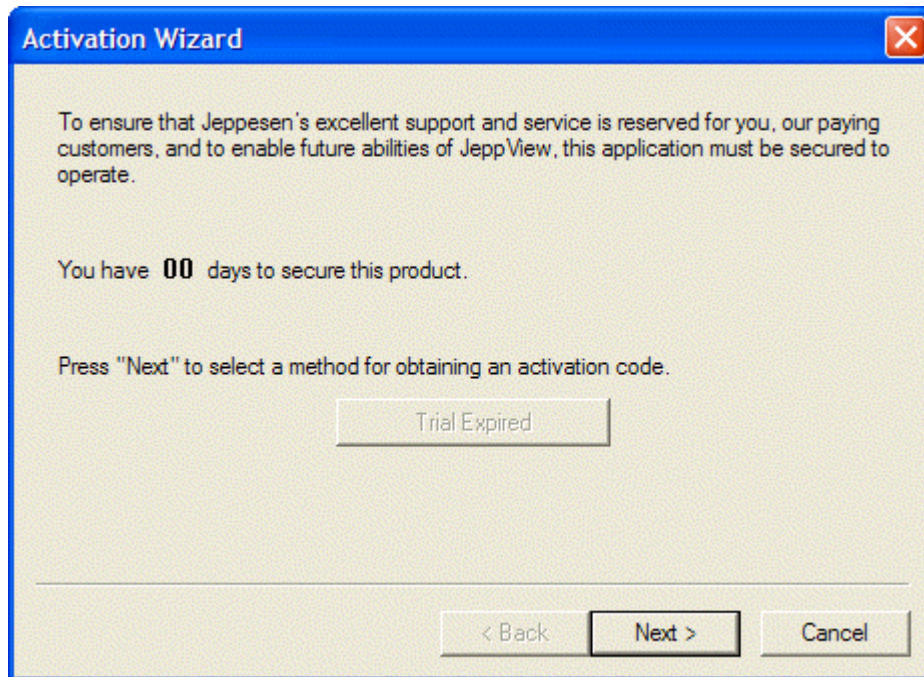 Activation Wizard
To ensure that Jeppesen's excellent support and service is reserved for you, our paying
customers, and to enable future abilities of JeppView, this application must be secured to
operate.
You have 00 days to secure this product.
Press "Next" to select a method for obtaining an activation code.
Trial Expired
< Back Next > Cancel